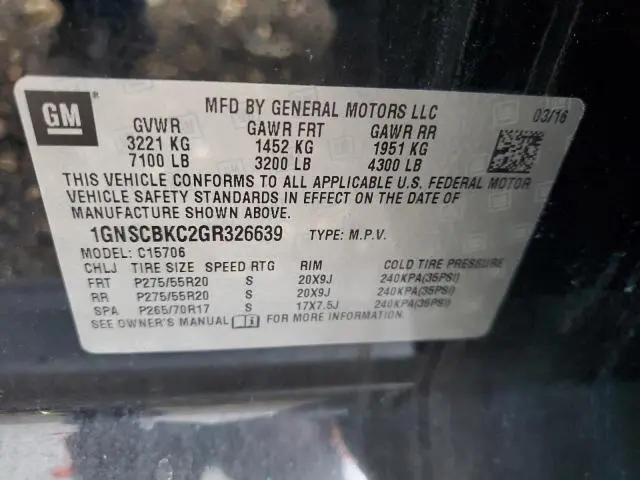 GM ®
MFD BY GENERAL MOTORS LLC
03/16
GVWR GAWR FRT GAWR RR
3221 KG 1452 KG 1951 KG
7100 LB 3200 LB 4300 LB
THIS VEHICLE CONFORMS TO ALL APPLICABLE U.S. FEDERAL MOTOR
VEHICLE SAFETY STANDARDS IN EFFECT ON THE DATE OF
MANUFACTURE SHOWN ABOVE.
1GNSCBKC2GR326639 TYPE: M.P.V.
MODEL: C15706
CHLJ TIRE SIZE SPEED RTG RIM COLD TIRE PRESSURE
FRT P275/55R20 S 20X9J 240KPA(35PSI)
RR P275/55R20 S 20X9J 240KPA(35PSI)
SPA P265/70R17 S 17X7.5J 240KPA(35PSI)
SEE OWNER'S MANUAL FOR MORE INFORMATION.